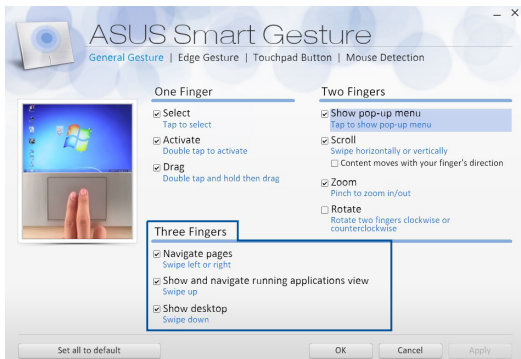 ASUS Smart Gesture
General Gesture | Edge Gesture | Touchpad Button | Mouse Detection
One Finger
Select
Tap to select
Activate
Double tap to activate
Drag
Double tap and hold then drag
Two Fingers
Show pop-up menu
Tap to show pop-up menu
Scroll
Swipe horizontally or vertically
Content moves with your finger's direction
Zoom
Pinch to zoom in/out
Rotate
Rotate two fingers clockwise or
counterclockwise
Three Fingers
Navigate pages
Swipe left or right
Show and navigate running applications view
Swipe up
Show desktop
Swipe down
Set all to default
OK
Cancel
Apply